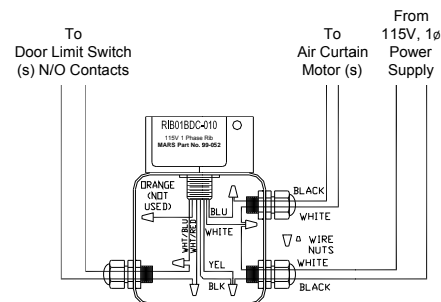 To
Door Limit Switch
(s) N/O Contacts
To
Air Curtain
Motor (s)
From
115V, 1ø
Power
Supply
RIB01BDC-010
115V 1 Phase Rib
MARS Part No. 99-052
ORANGE
(NOT
USED)
WHT/BLU
WHT/RED
BLU
WHITE
YEL
BLK
BLACK
WHITE
WIRE
NUTS
WHITE
BLACK